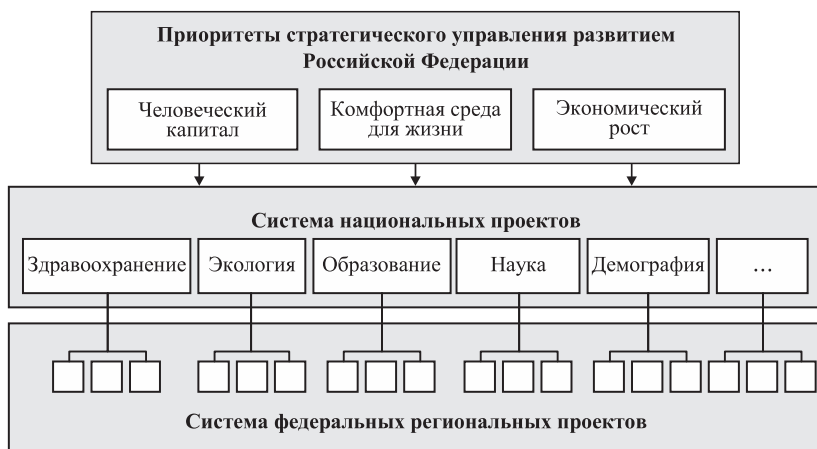 Приоритеты стратегического управления развитием
Российской Федерации
Человеческий
капитал
Комфортная среда
для жизни
Экономический
рост
Система национальных проектов
Здравоохранение
Экология
Образование
Наука
Демография
...
Система федеральных региональных проектов